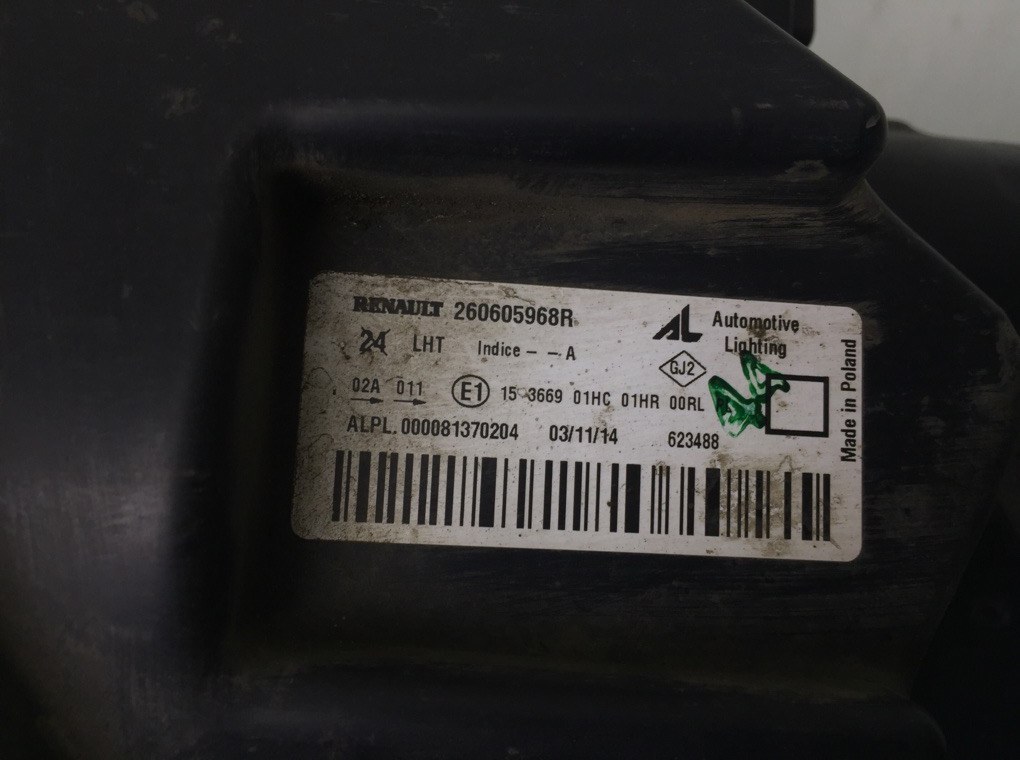 RENAULT 260605968R
AL Automotive Lighting
24 LHT Indice - - A
GJ2
02A 011 E1 15 3669 01HC 01HR 00RL
ALPL.000081370204 03/11/14 623488
Made in Poland